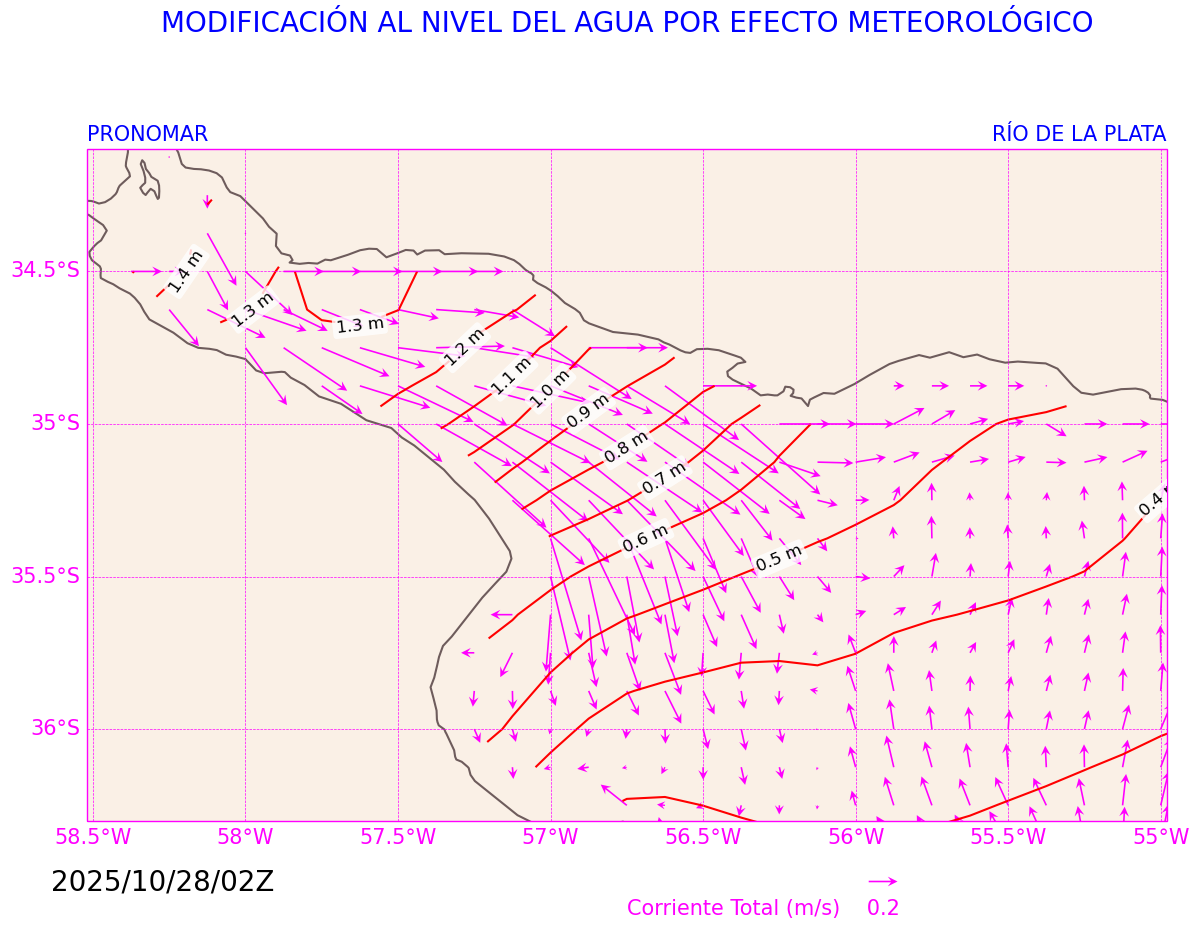 MODIFICACIÓN AL NIVEL DEL AGUA POR EFECTO METEOROLÓGICO
PRONOMAR
RÍO DE LA PLATA
34.5°S
35°S
35.5°S
36°S
1.4 m
1.3 m
1.3 m
1.2 m
1.1 m
1.0 m
0.9 m
0.8 m
0.7 m
0.6 m
0.5 m
0.4
58.5°W
58°W
57.5°W
57°W
56.5°W
56°W
55.5°W
55°W
2025/10/28/02Z
Corriente Total (m/s)
0.2